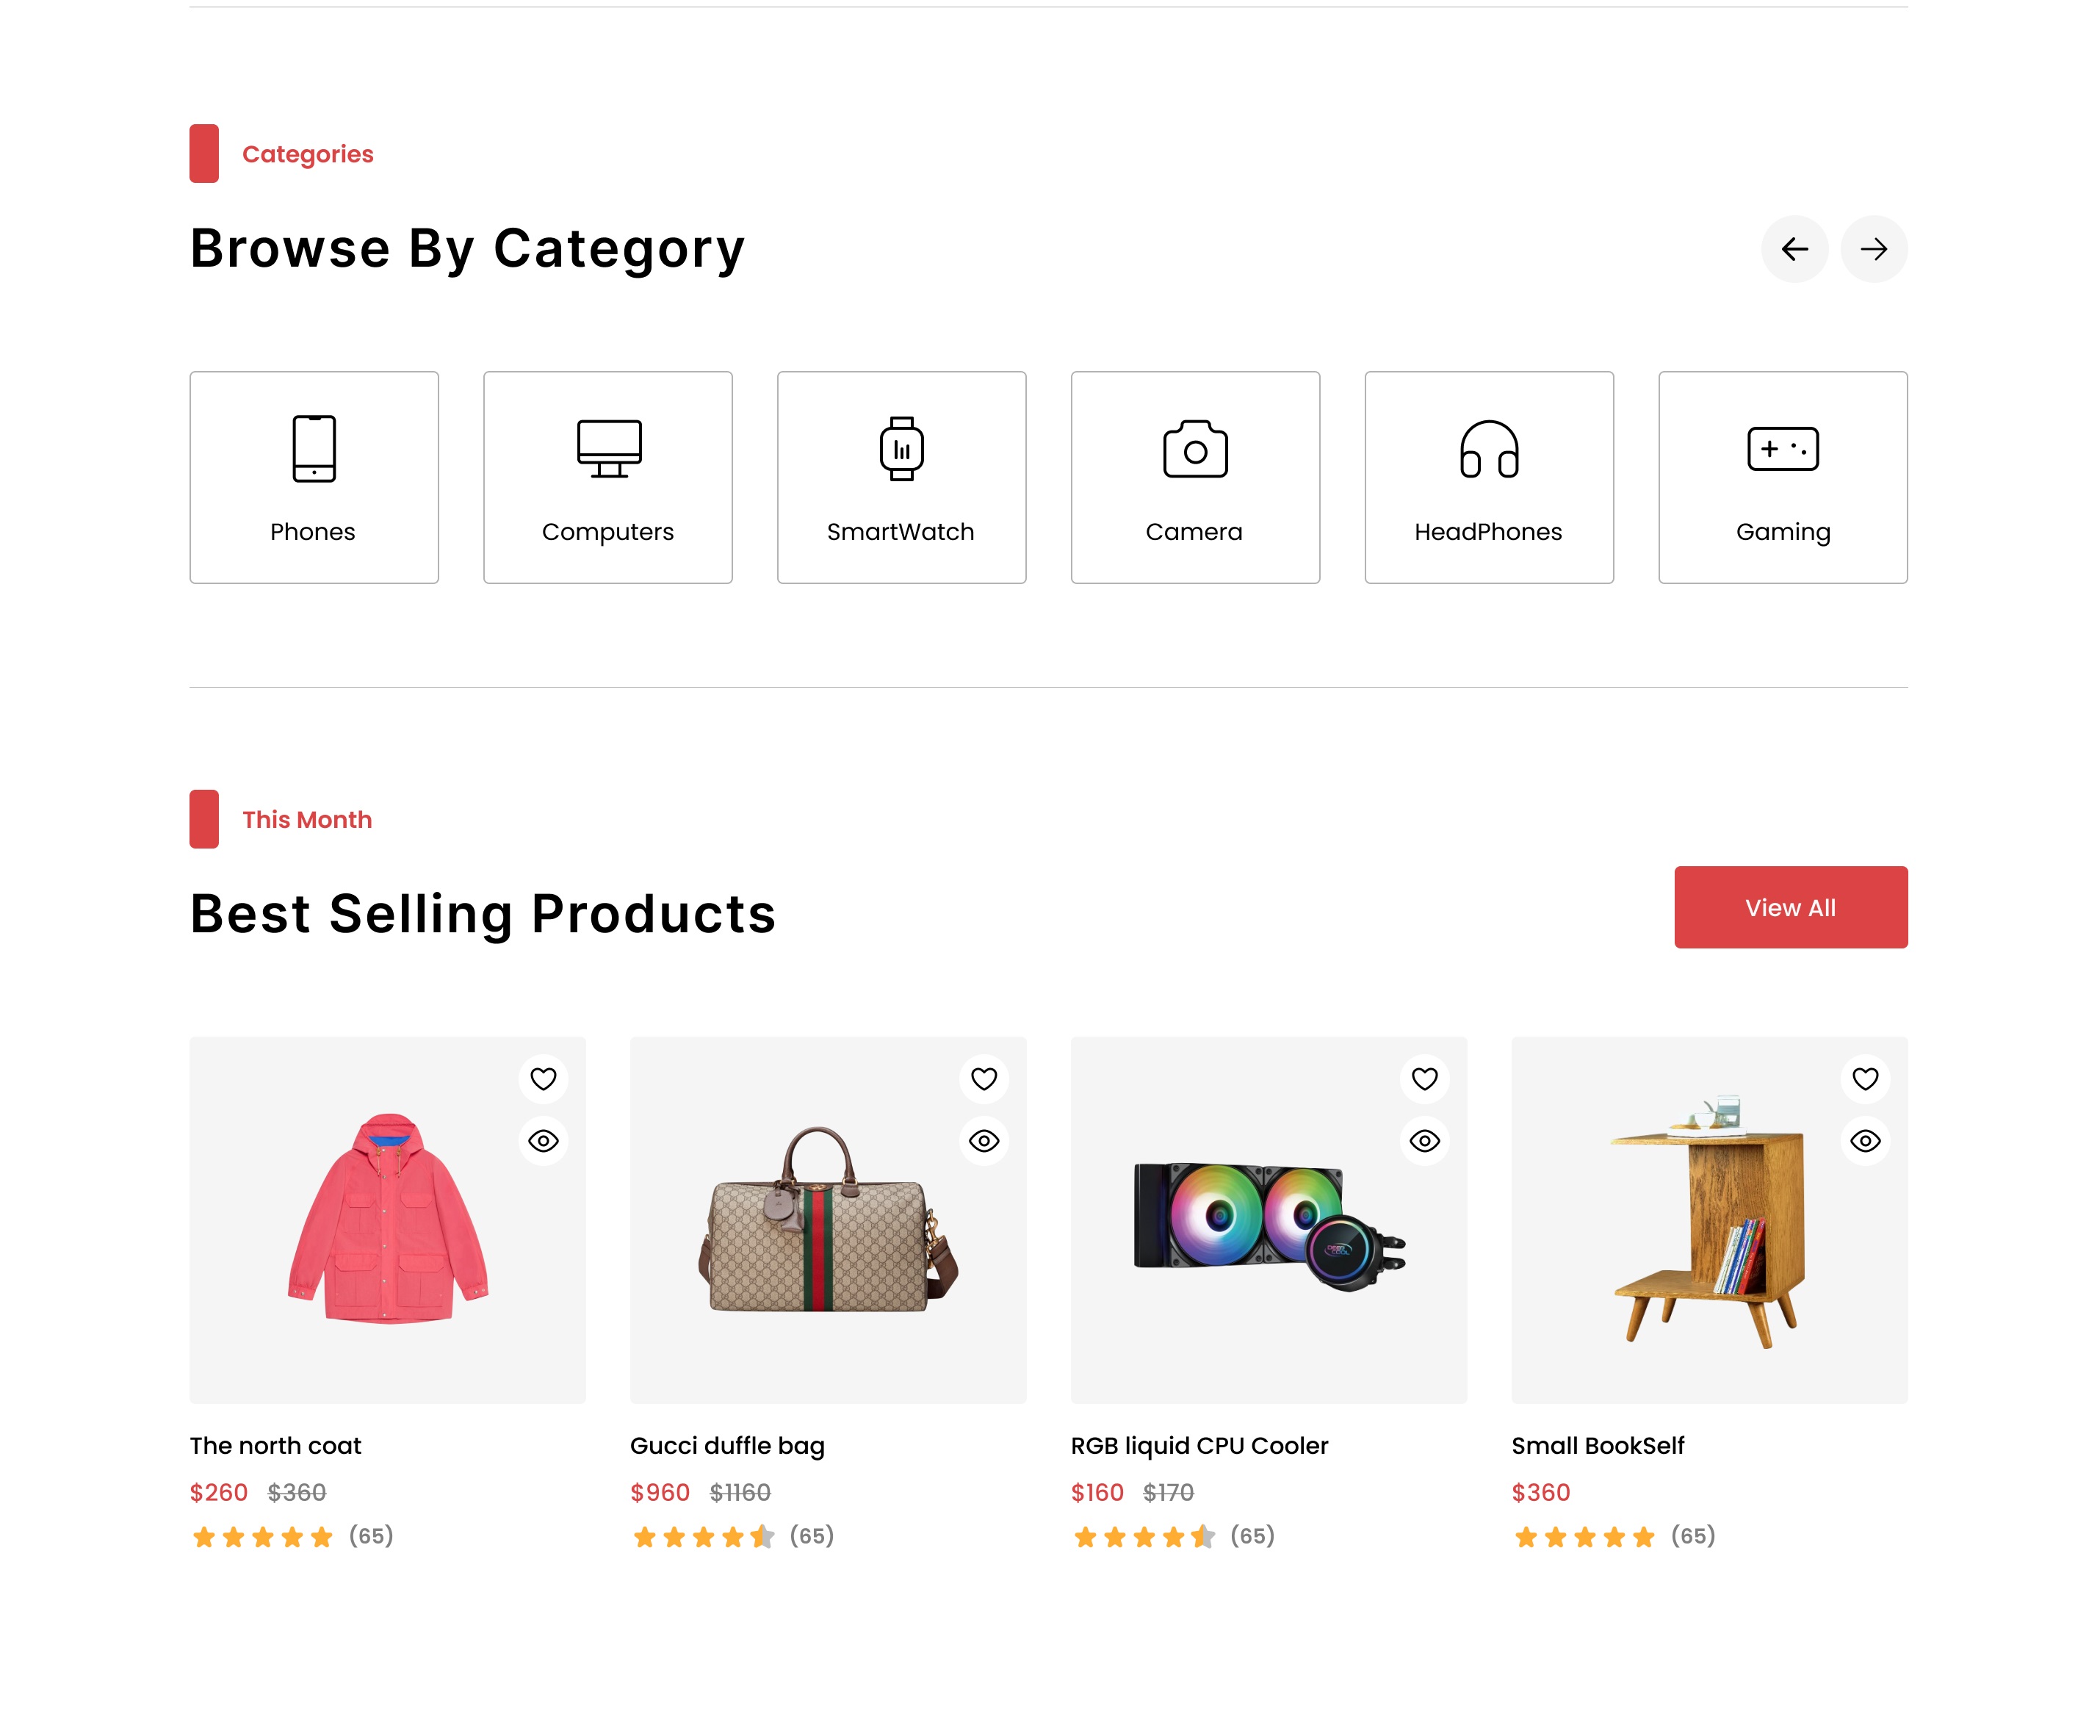 Categories
Browse By Category
Phones
Computers
SmartWatch
Camera
HeadPhones
Gaming
This Month
Best Selling Products
View All
DEEP
COOL
The north coat
$260 $360
(65)
Gucci duffle bag
$960 $1160
(65)
RGB liquid CPU Cooler
$160 $170
(65)
Small BookSelf
$360
(65)